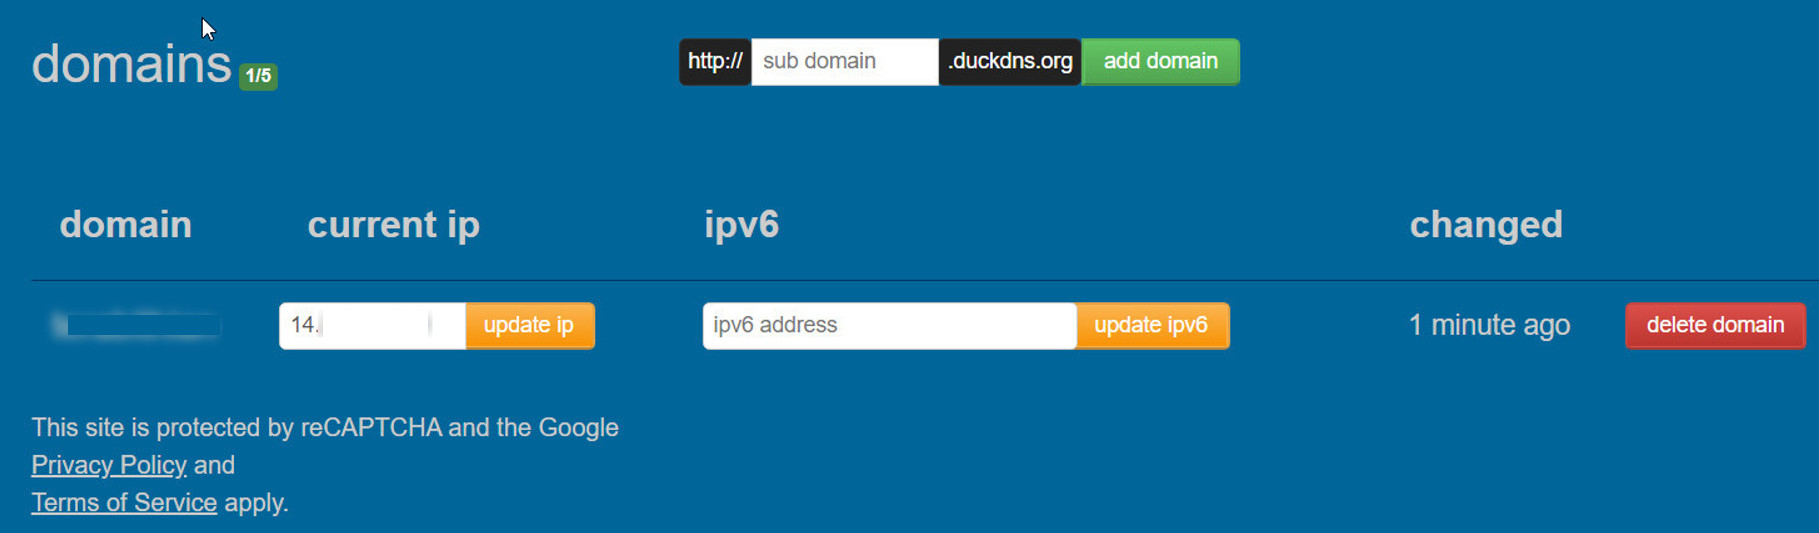 domains 1/5
http:// sub domain .duckdns.org add domain
domain current ip ipv6 changed
14. update ip ipv6 address update ipv6 1 minute ago delete domain
This site is protected by reCAPTCHA and the Google
Privacy Policy and
Terms of Service apply.